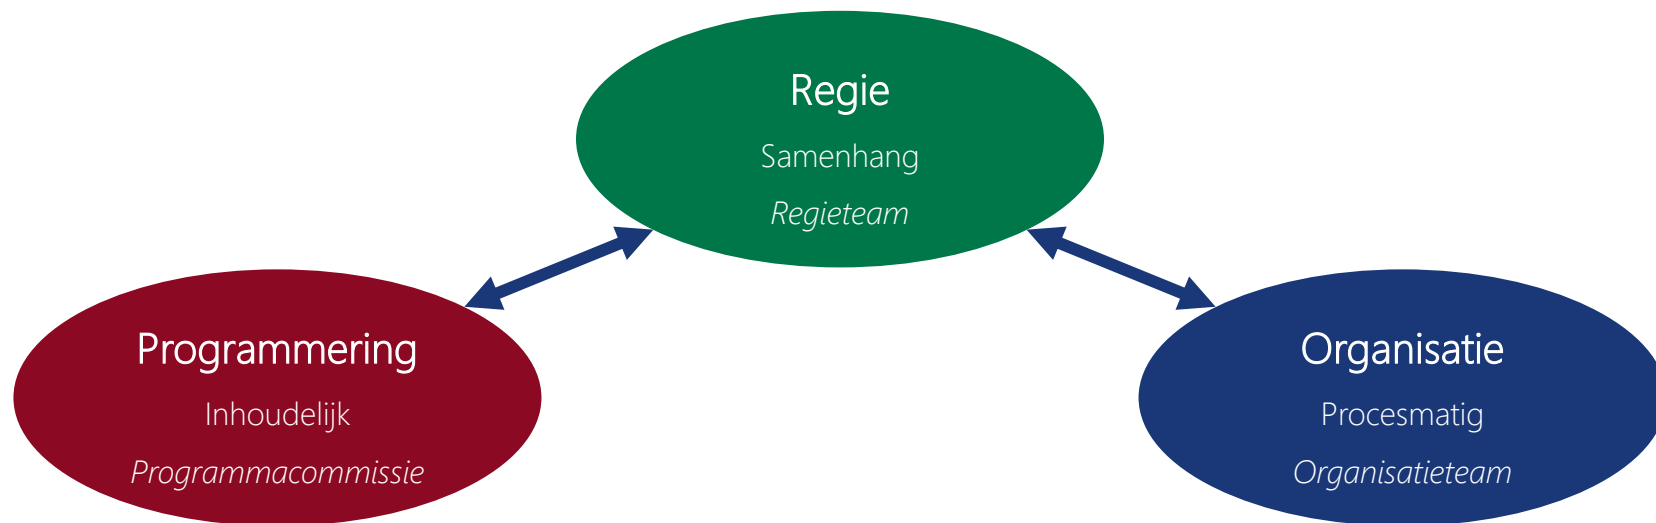 Regie
Samenhang
Regieteam
Programmering
Inhoudelijk
Programmacommissie
Organisatie
Procesmatig
Organisatieteam